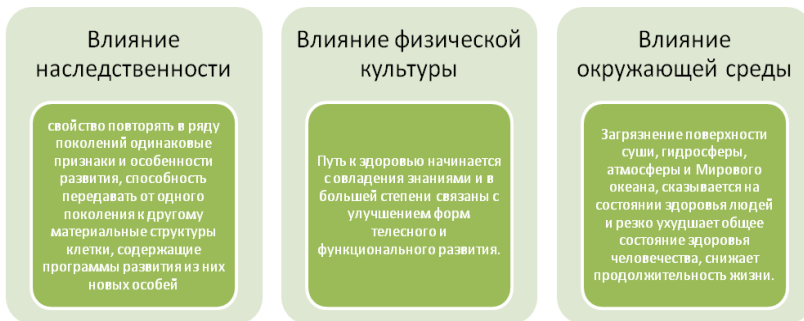 Влияние
наследственности
свойство повторять в ряду
поколений одинаковые
признаки и особенности
развития, способность
передавать от одного
поколения к другому
материальные структуры
клетки, содержащие
программы развития из них
новых особей
Влияние физической
культуры
Путь к здоровью начинается
с овладения знаниями и в
большей степени связаны с
улучшением форм
телесного и
функционального развития.
Влияние
окружающей среды
Загрязнение поверхности
суши, гидросферы,
атмосферы и Мирового
океана, сказывается на
состоянии здоровья людей
и резко ухудшает общее
состояние здоровья
человечества, снижает
продолжительность жизни.